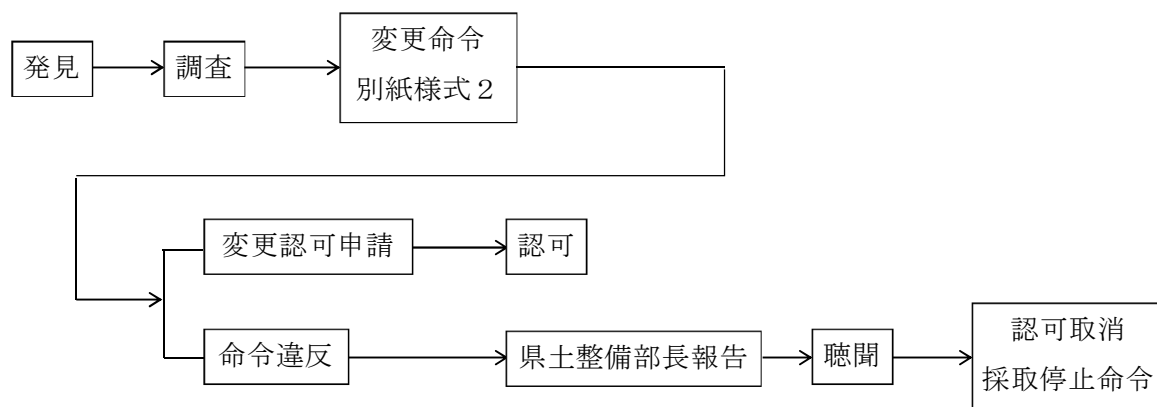 発見
調査
変更命令
別紙様式２
変更認可申請
認可
命令違反
県土整備部長報告
聴聞
認可取消
採取停止命令